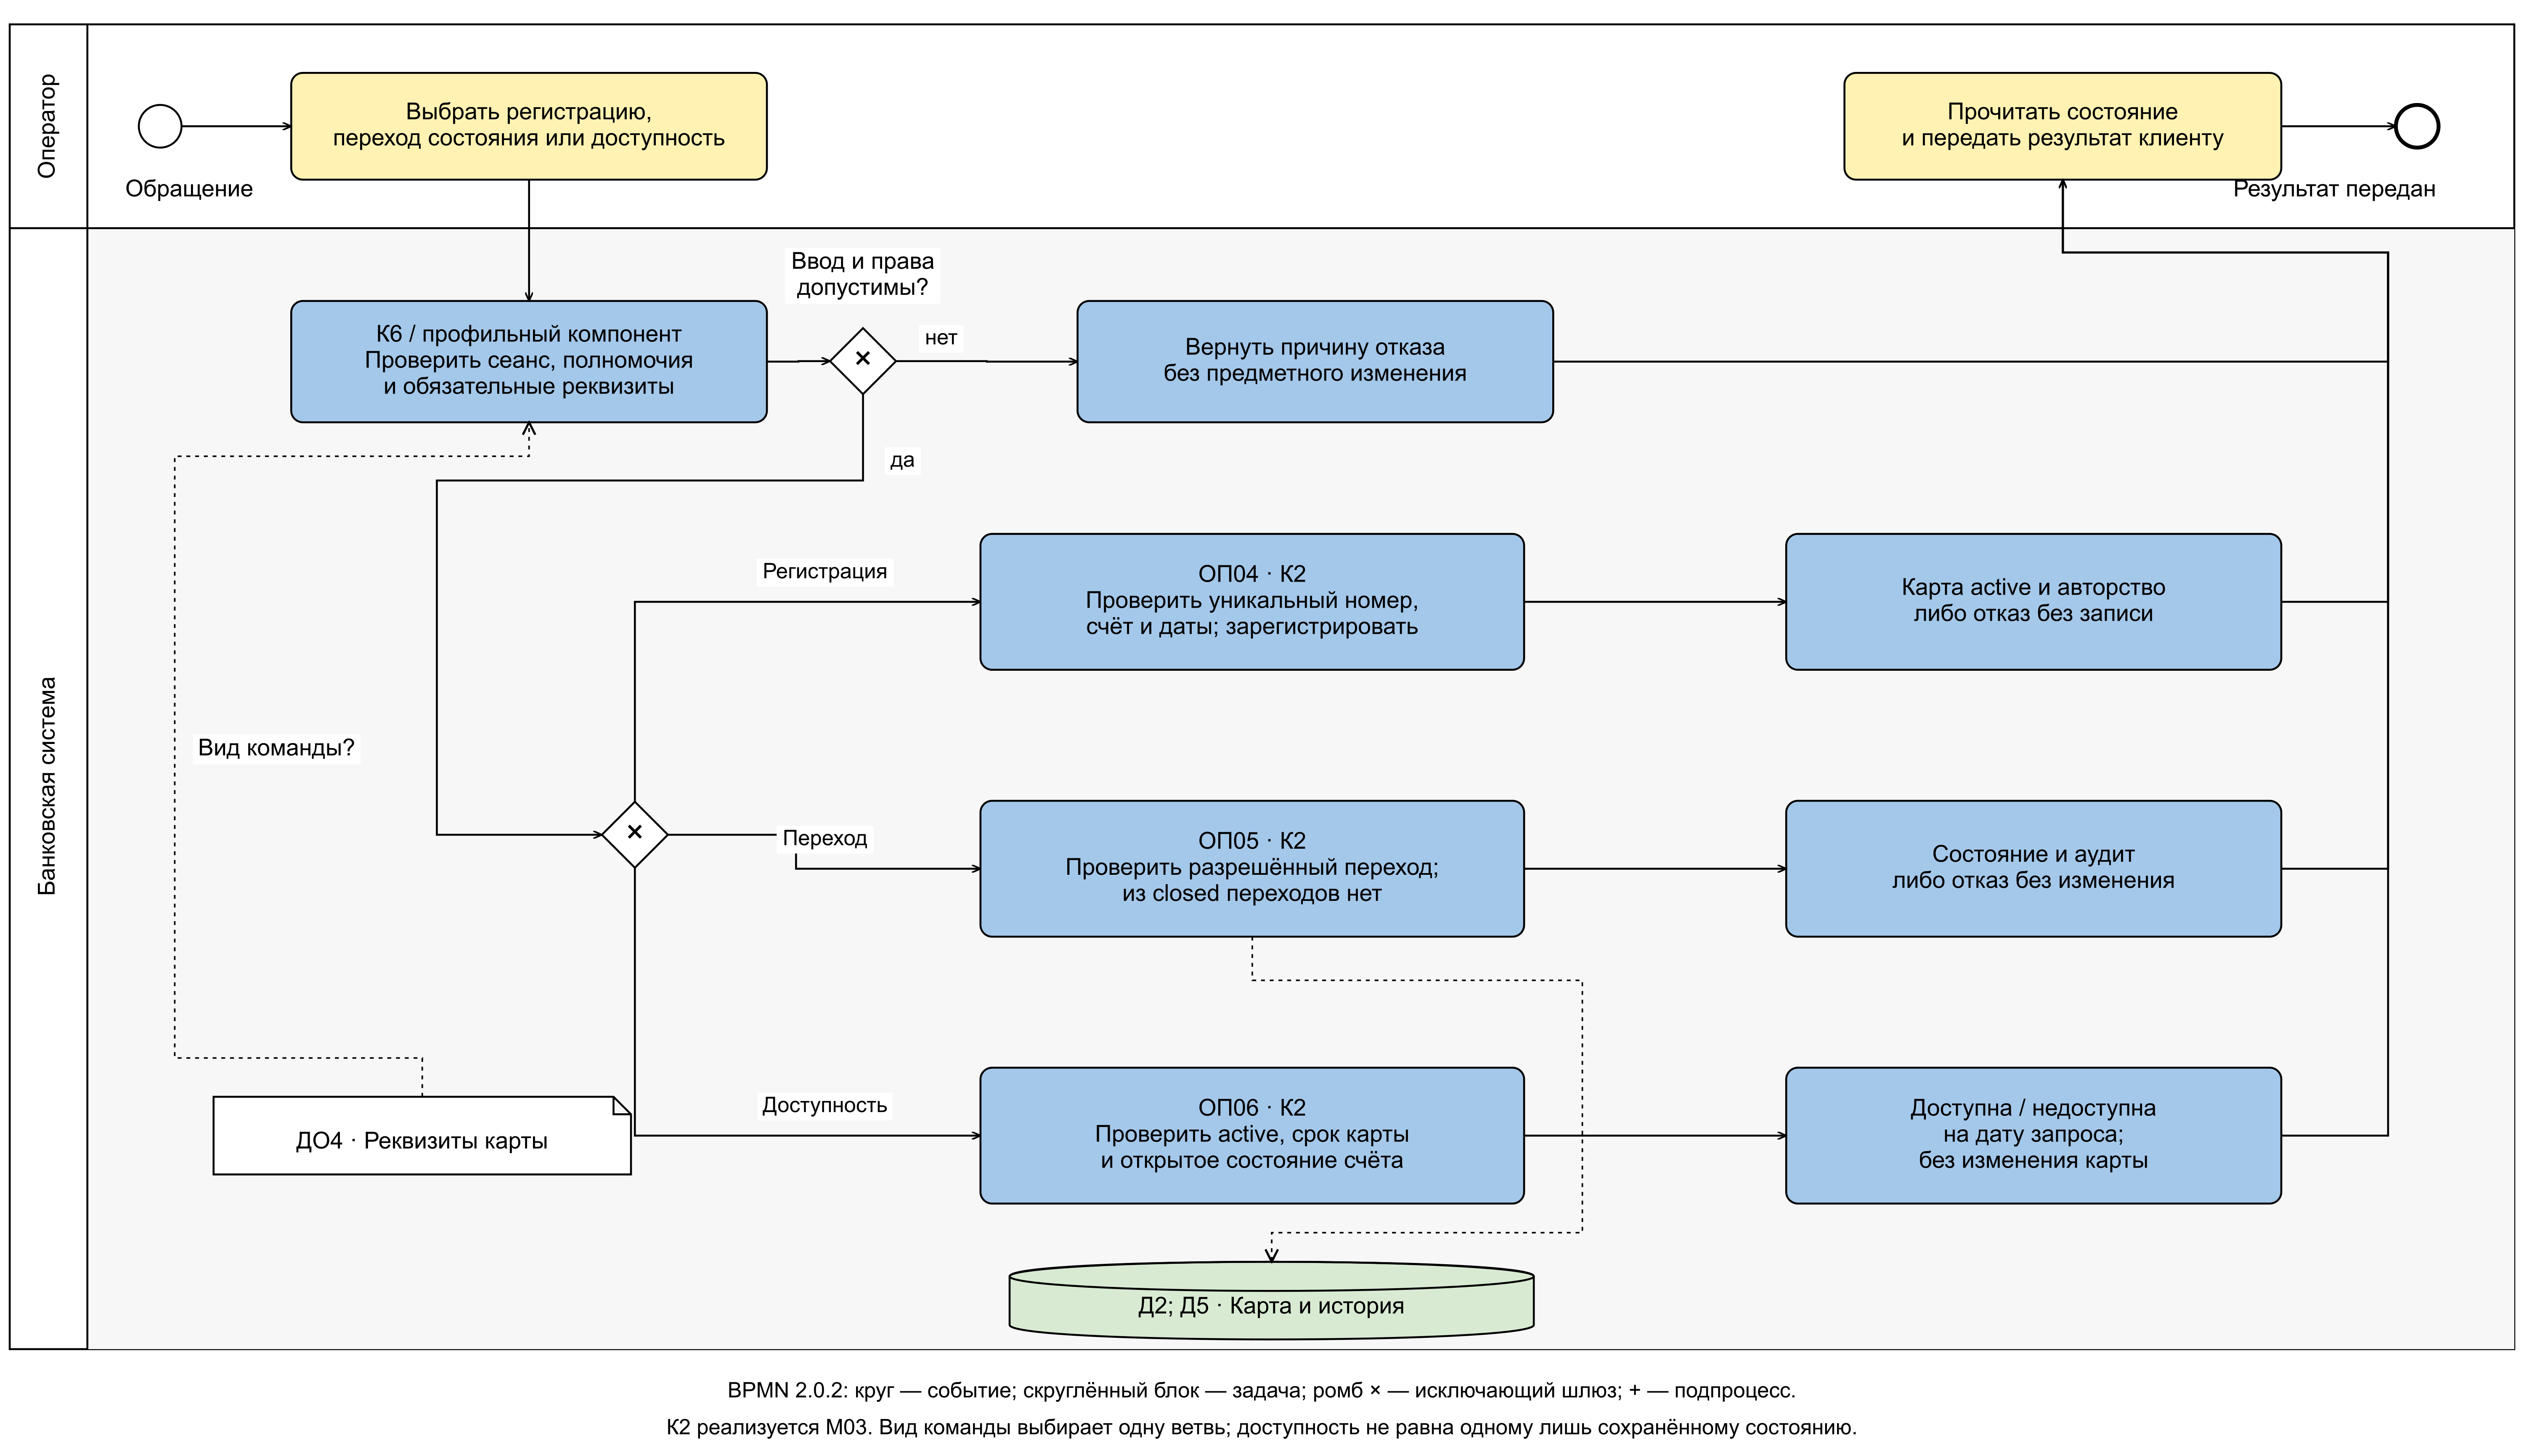 Оператор
Обращение
Выбрать регистрацию,
переход состояния или доступность
Прочитать состояние
и передать результат клиенту
Результат передан
Банковская система
К6 / профильный компонент
Проверить сеанс, полномочия
и обязательные реквизиты
Ввод и права
допустимы?
×
нет
да
Вернуть причину отказа
без предметного изменения
Вид команды?
×
Регистрация
ОП04 · К2
Проверить уникальный номер,
счёт и даты; зарегистрировать
Карта active и авторство
либо отказ без записи
Переход
ОП05 · К2
Проверить разрешённый переход;
из closed переходов нет
Состояние и аудит
либо отказ без изменения
ДО4 · Реквизиты карты
Доступность
ОП06 · К2
Проверить active, срок карты
и открытое состояние счёта
Доступна / недоступна
на дату запроса;
без изменения карты
Д2; Д5 · Карта и история
BPMN 2.0.2: круг — событие; скруглённый блок — задача; ромб × — исключающий шлюз; + — подпроцесс.
К2 реализуется М03. Вид команды выбирает одну ветвь; доступность не равна одному лишь сохранённому состоянию.